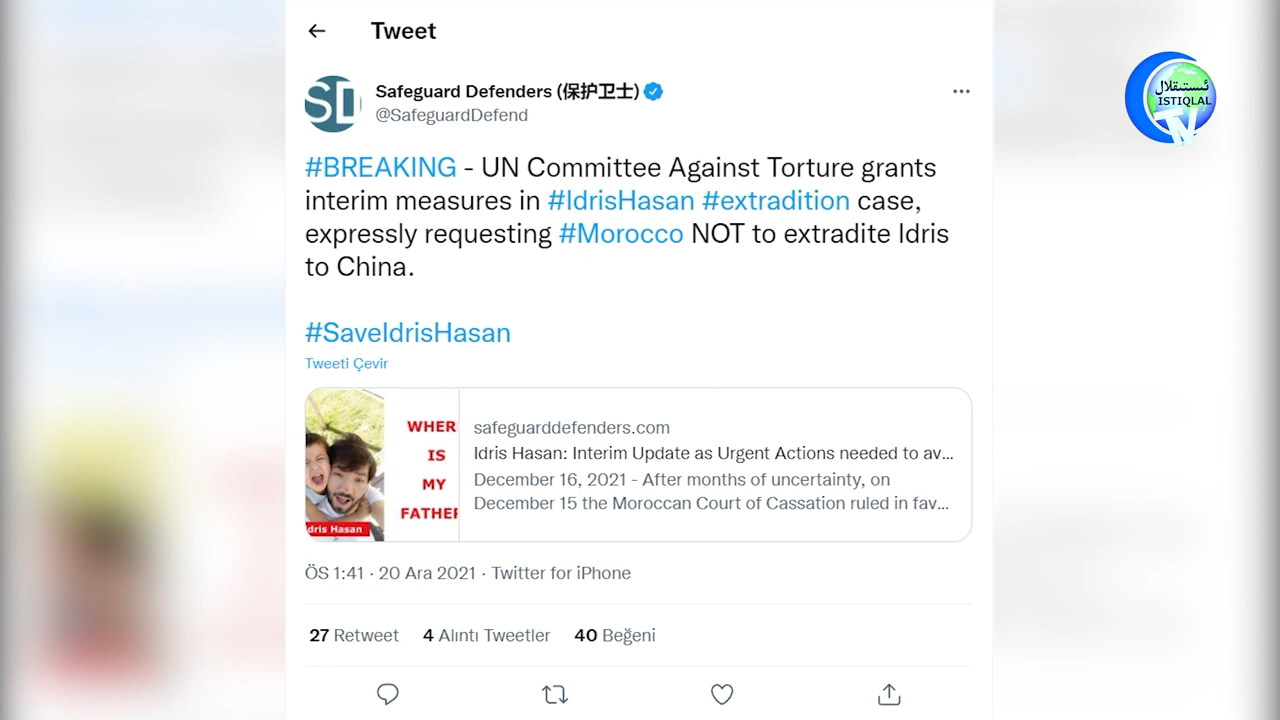 Tweet
Safeguard Defenders (保护卫士)
@SafeguardDefend
#BREAKING - UN Committee Against Torture grants
interim measures in #IdrisHasan #extradition case,
expressly requesting #Morocco NOT to extradite Idris
to China.
#SaveIdrisHasan
Tweeti Çevir
WHER
IS
MY
FATHER
dris Hasan
safeguarddefenders.com
Idris Hasan: Interim Update as Urgent Actions needed to av...
December 16, 2021 - After months of uncertainty, on
December 15 the Moroccan Court of Cassation ruled in fav...
ÖS 1:41 · 20 Ara 2021 · Twitter for iPhone
27 Retweet 4 Alıntı Tweetler 40 Beğeni
SD
ئىستىقلال
ISTIQLAL
TV